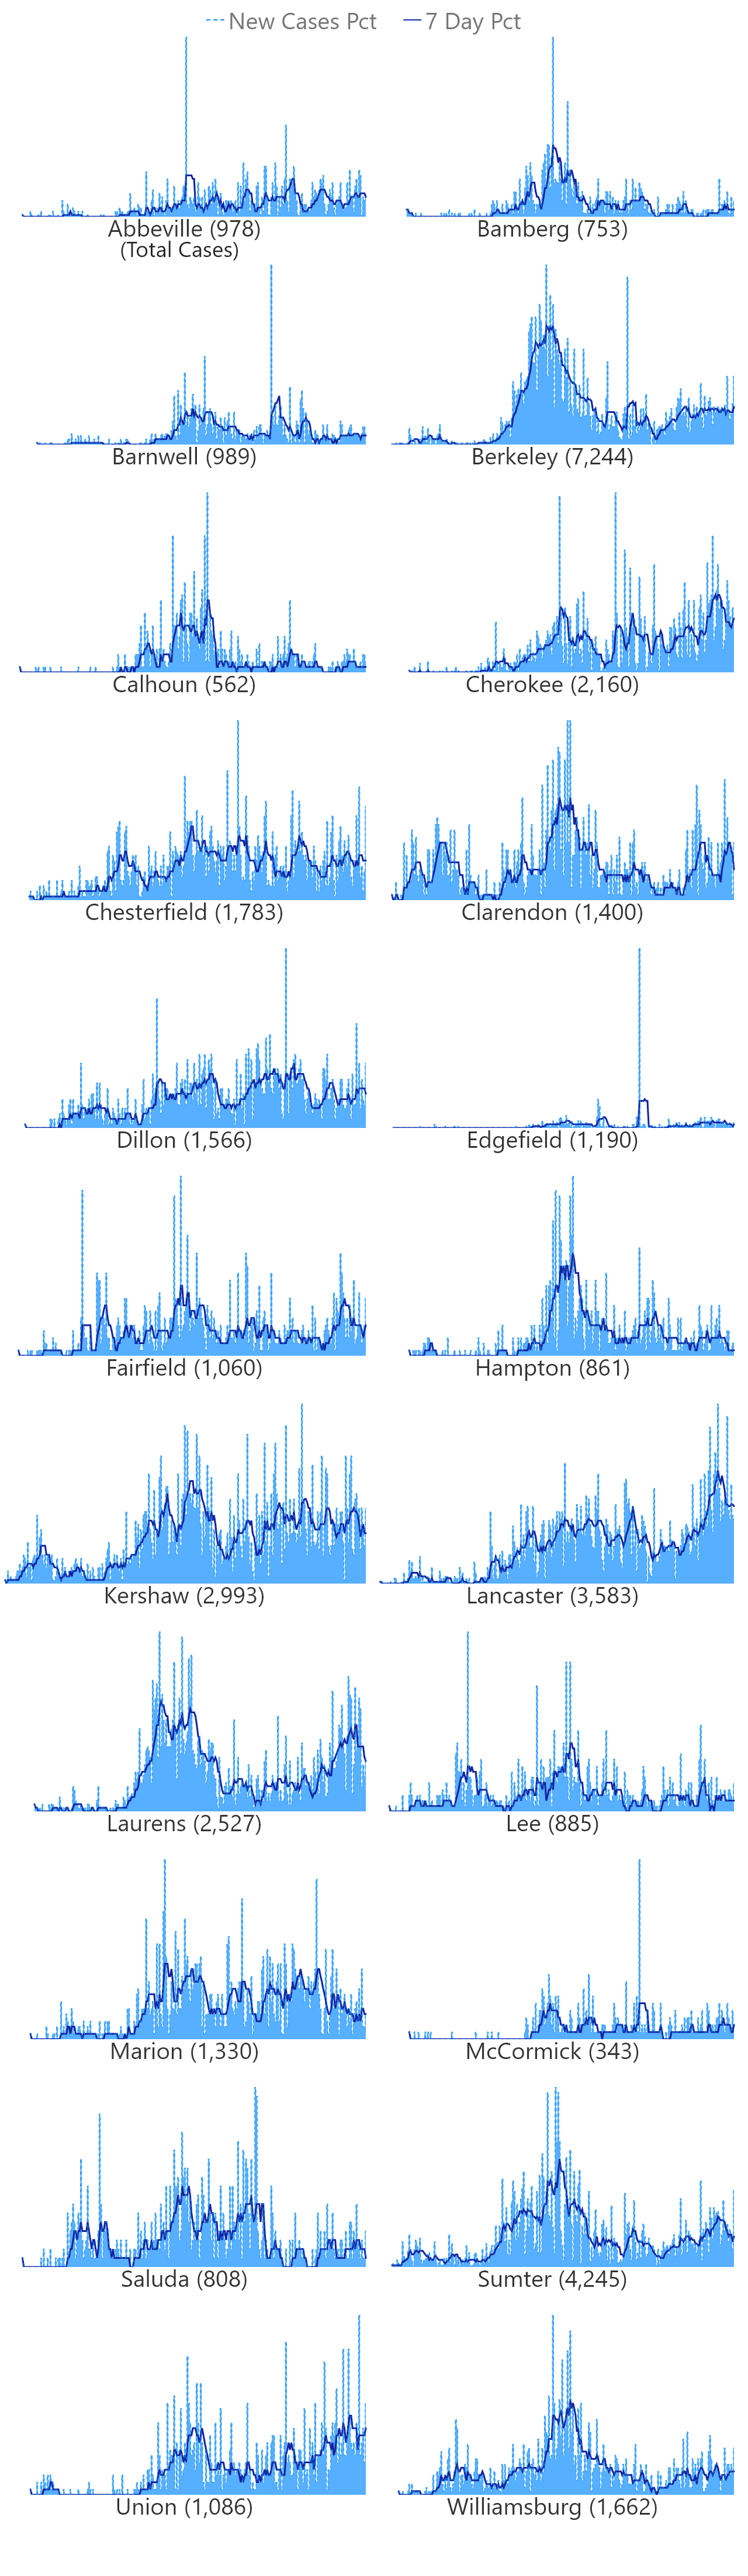 New Cases Pct 7 Day Pct
Abbeville (978) Bamberg (753)
(Total Cases)
Barnwell (989) Berkeley (7,244)
Calhoun (562) Cherokee (2,160)
Chesterfield (1,783) Clarendon (1,400)
Dillon (1,566) Edgefield (1,190)
Fairfield (1,060) Hampton (861)
Kershaw (2,993) Lancaster (3,583)
Laurens (2,527) Lee (885)
Marion (1,330) McCormick (343)
Saluda (808) Sumter (4,245)
Union (1,086) Williamsburg (1,662)